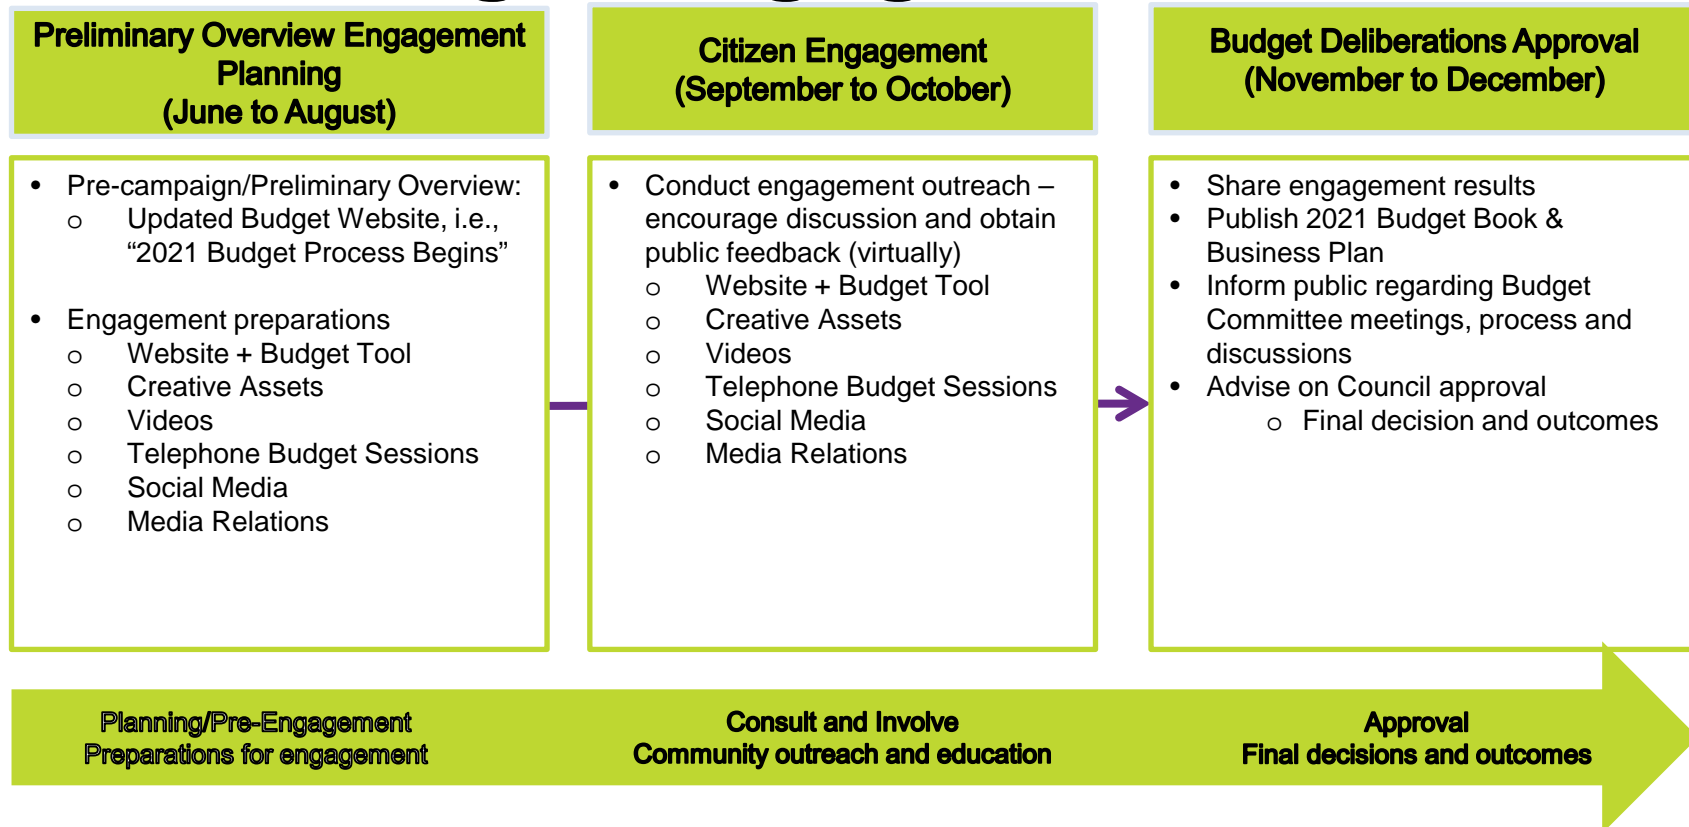 Preliminary Overview Engagement
Planning
(June to August)
Citizen Engagement
(September to October)
Budget Deliberations Approval
(November to December)
• Pre-campaign/Preliminary Overview:
o Updated Budget Website, i.e.,
“2021 Budget Process Begins”
• Engagement preparations
o Website + Budget Tool
o Creative Assets
o Videos
o Telephone Budget Sessions
o Social Media
o Media Relations
• Conduct engagement outreach –
encourage discussion and obtain
public feedback (virtually)
o Website + Budget Tool
o Creative Assets
o Videos
o Telephone Budget Sessions
o Social Media
o Media Relations
• Share engagement results
• Publish 2021 Budget Book &
Business Plan
• Inform public regarding Budget
Committee meetings, process and
discussions
• Advise on Council approval
o Final decision and outcomes
Planning/Pre-Engagement
Preparations for engagement
Consult and Involve
Community outreach and education
Approval
Final decisions and outcomes